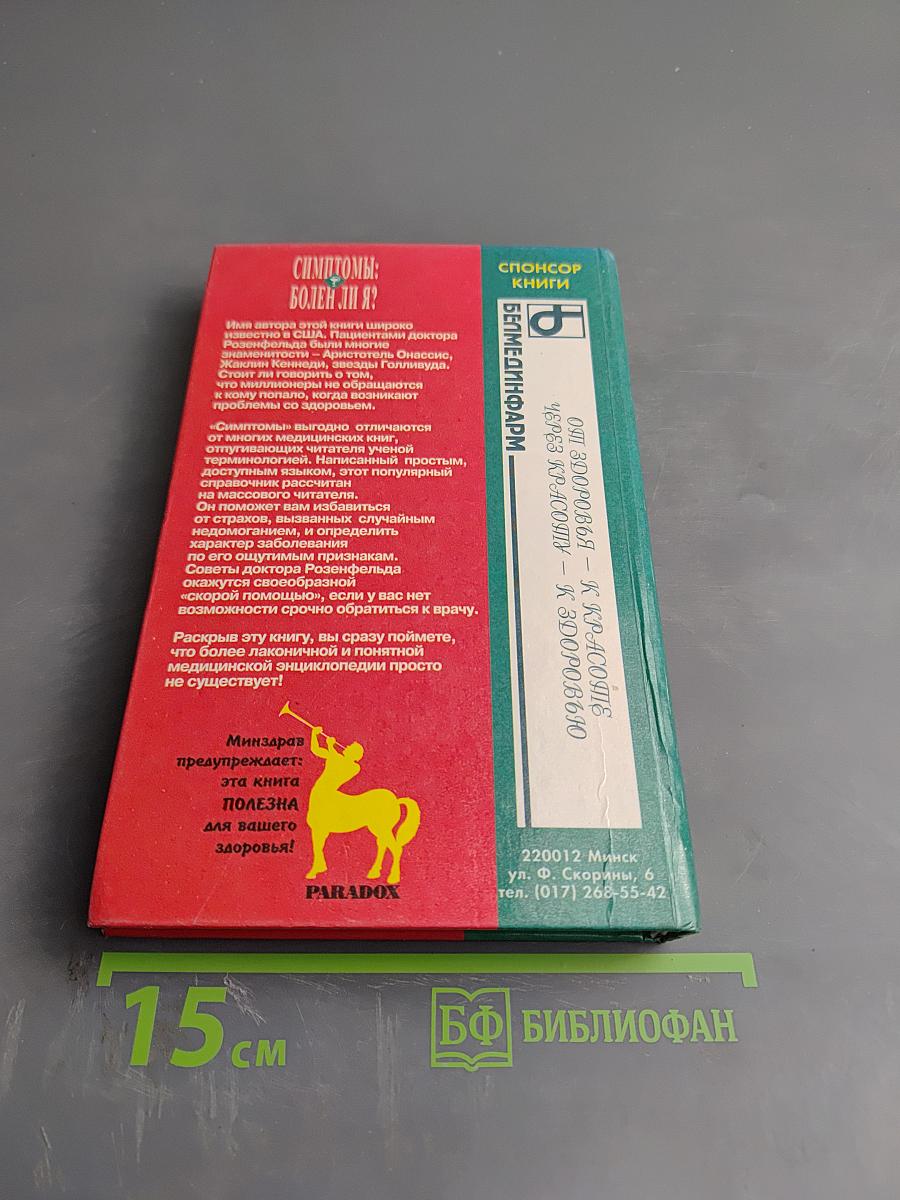 СИМПТОМЫ:
БОЛЕН ЛИ Я?
Имя автора этой книги широко
известно в США. Пациентами доктора
Розенфельда были многие
знаменитости – Аристотель Онассис,
Жаклин Кеннеди, звезды Голливуда.
Стоит ли говорить о том,
что миллионеры не обращаются
к кому попало, когда возникают
проблемы со здоровьем.
«Симптомы» выгодно отличаются
от многих медицинских книг,
отпугивающих читателя ученой
терминологией. Написанный простым,
доступным языком, этот популярный
справочник рассчитан
на массового читателя.
Он поможет вам избавиться
от страхов, вызванных случайным
недомоганием, и определить
характер заболевания
по его ощутимым признакам.
Советы доктора Розенфельда
окажутся своеобразной
«скорой помощью», если у вас нет
возможности срочно обратиться к врачу.
Раскрыв эту книгу, вы сразу поймете,
что более лаконичной и понятной
медицинской энциклопедии просто
не существует!
Минздрав
предупреждает:
эта книга
ПОЛЕЗНА
для вашего
здоровья!
PARADOX
СПОНСОР
КНИГИ
БЕЛМЕДИНФАРМ
ОТ ЗДОРОВЬЯ – К КРАСОТЕ
ЧЕРЕЗ КРАСОТУ – К ЗДОРОВЬЮ
220012 Минск
ул. Ф. Скорины, 6
тел. (017) 268-55-42
15 см
БФ БИБЛИОФАН